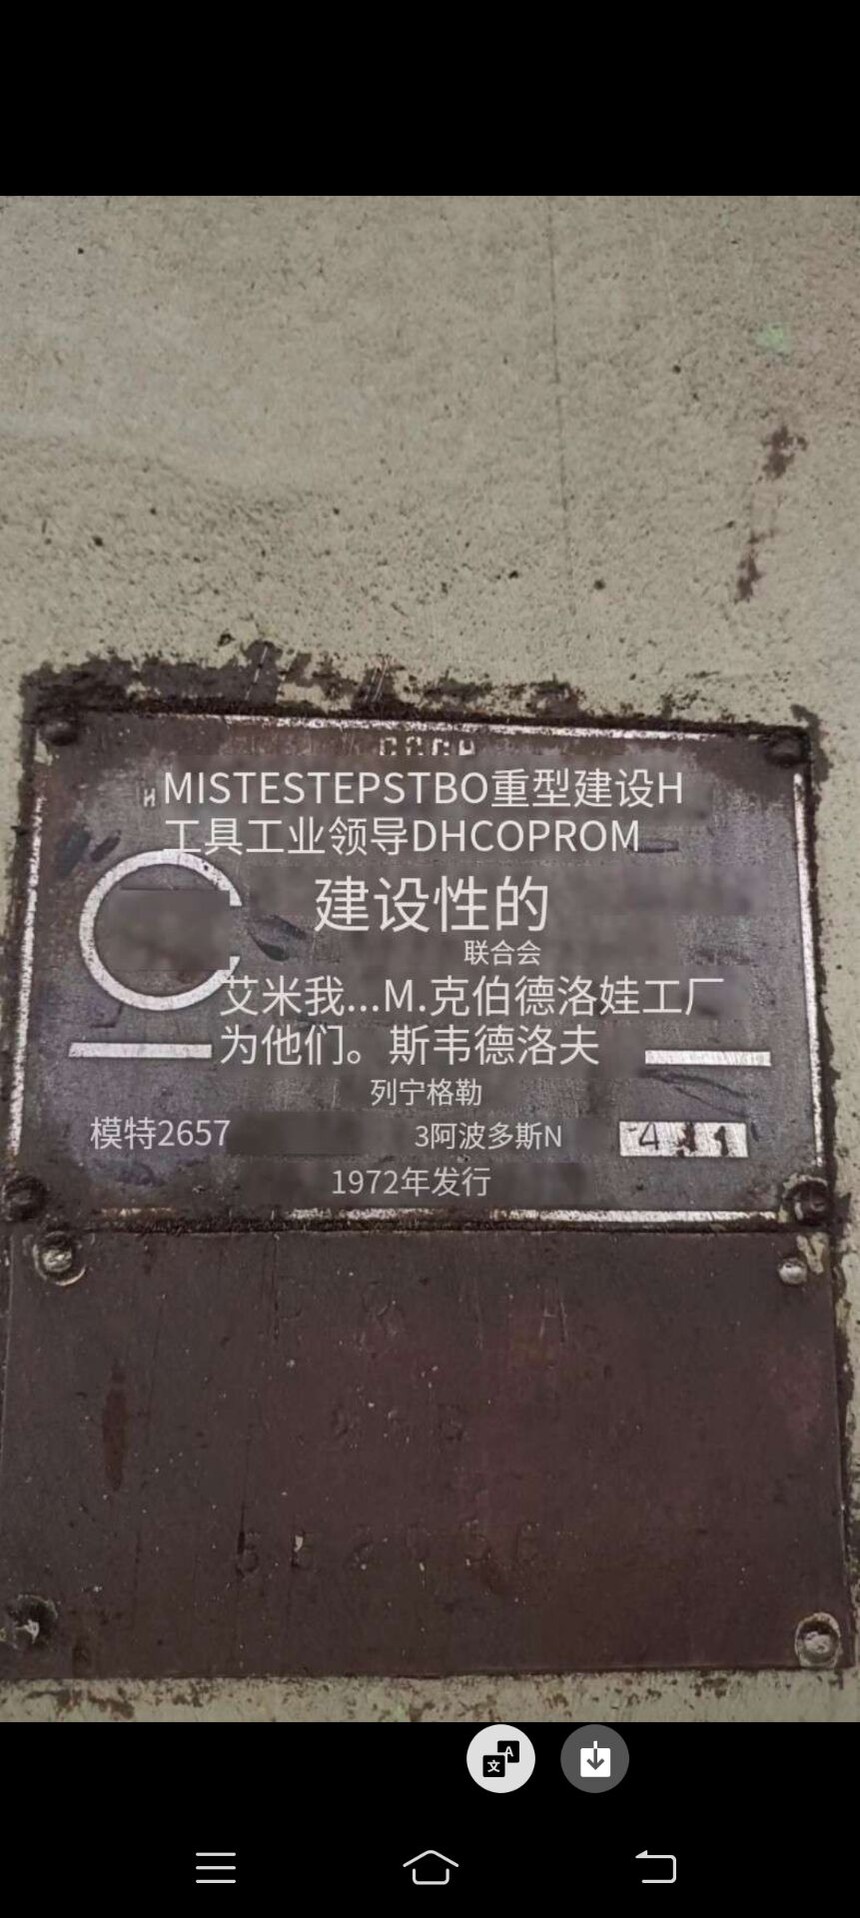 СССР
MISTESTEPSTBO重型建设H
工具工业领导DHCOPROM
建设性的
联合会
艾米我...M.克伯德洛娃工厂
为他们。斯韦德洛夫
列宁格勒
模特2657
3阿波多斯N
1972年发行